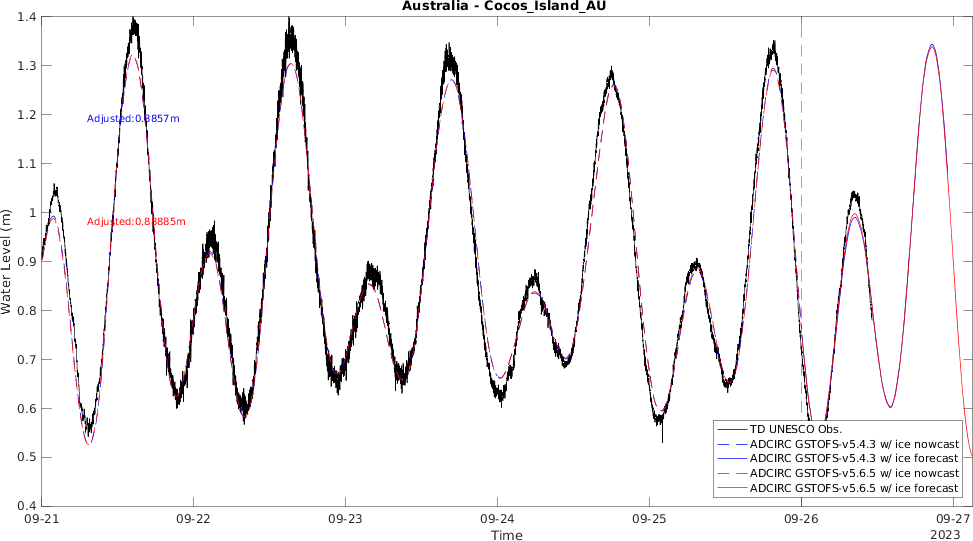 Australia - Cocos_Island_AU
1.4
1.3
1.2
1.1
1
0.9
0.8
0.7
0.6
0.5
0.4
Water Level (m)
Adjusted:0.8857m
Adjusted:0.88885m
TD UNESCO Obs.
ADCIRC GSTOFS-v5.4.3 w/ ice nowcast
ADCIRC GSTOFS-v5.4.3 w/ ice forecast
ADCIRC GSTOFS-v5.6.5 w/ ice nowcast
ADCIRC GSTOFS-v5.6.5 w/ ice forecast
09-21 09-22 09-23 09-24 09-25 09-26 09-27
Time
2023